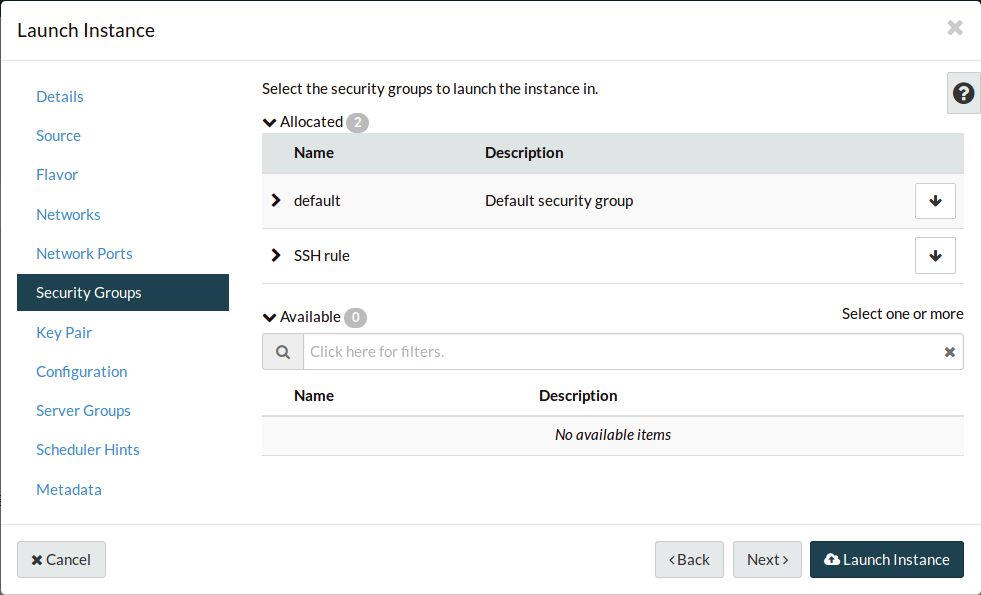 Launch Instance
Details
Source
Flavor
Networks
Network Ports
Security Groups
Key Pair
Configuration
Server Groups
Scheduler Hints
Metadata
Select the security groups to launch the instance in.
Allocated 2
Name Description
default Default security group
SSH rule
Available 0 Select one or more
Click here for filters.
Name Description
No available items
Cancel
Back
Next
Launch Instance